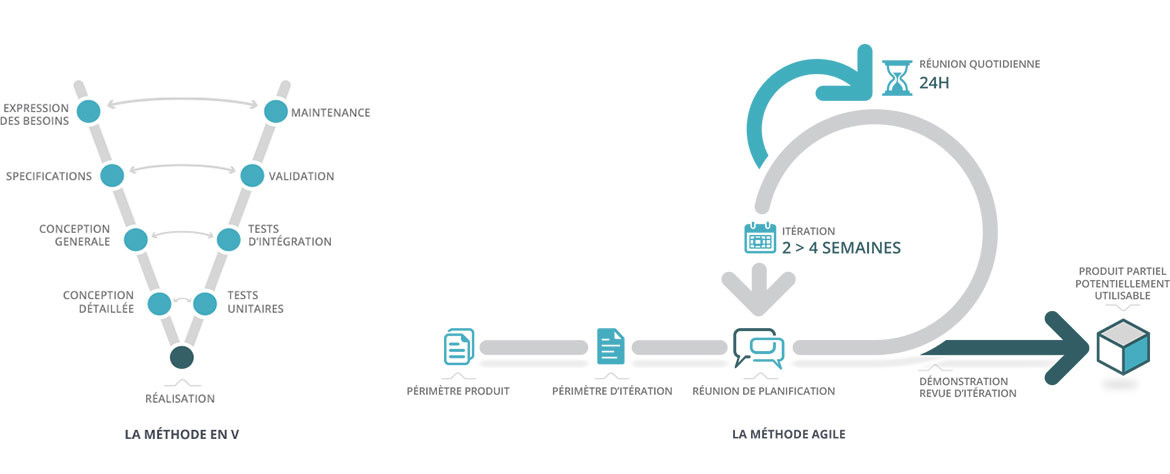 EXPRESSION
DES BESOINS
MAINTENANCE
SPECIFICATIONS
VALIDATION
CONCEPTION
GENERALE
TESTS
D'INTÉGRATION
CONCEPTION
DÉTAILLÉE
TESTS
UNITAIRES
RÉALISATION
LA MÉTHODE EN V
RÉUNION QUOTIDIENNE
24H
ITÉRATION
2 > 4 SEMAINES
PRODUIT PARTIEL
POTENTIELLEMENT
UTILISABLE
PÉRIMÈTRE PRODUIT
PÉRIMÈTRE D'ITÉRATION
RÉUNION DE PLANIFICATION
DÉMONSTRATION
REVUE D'ITÉRATION
LA MÉTHODE AGILE